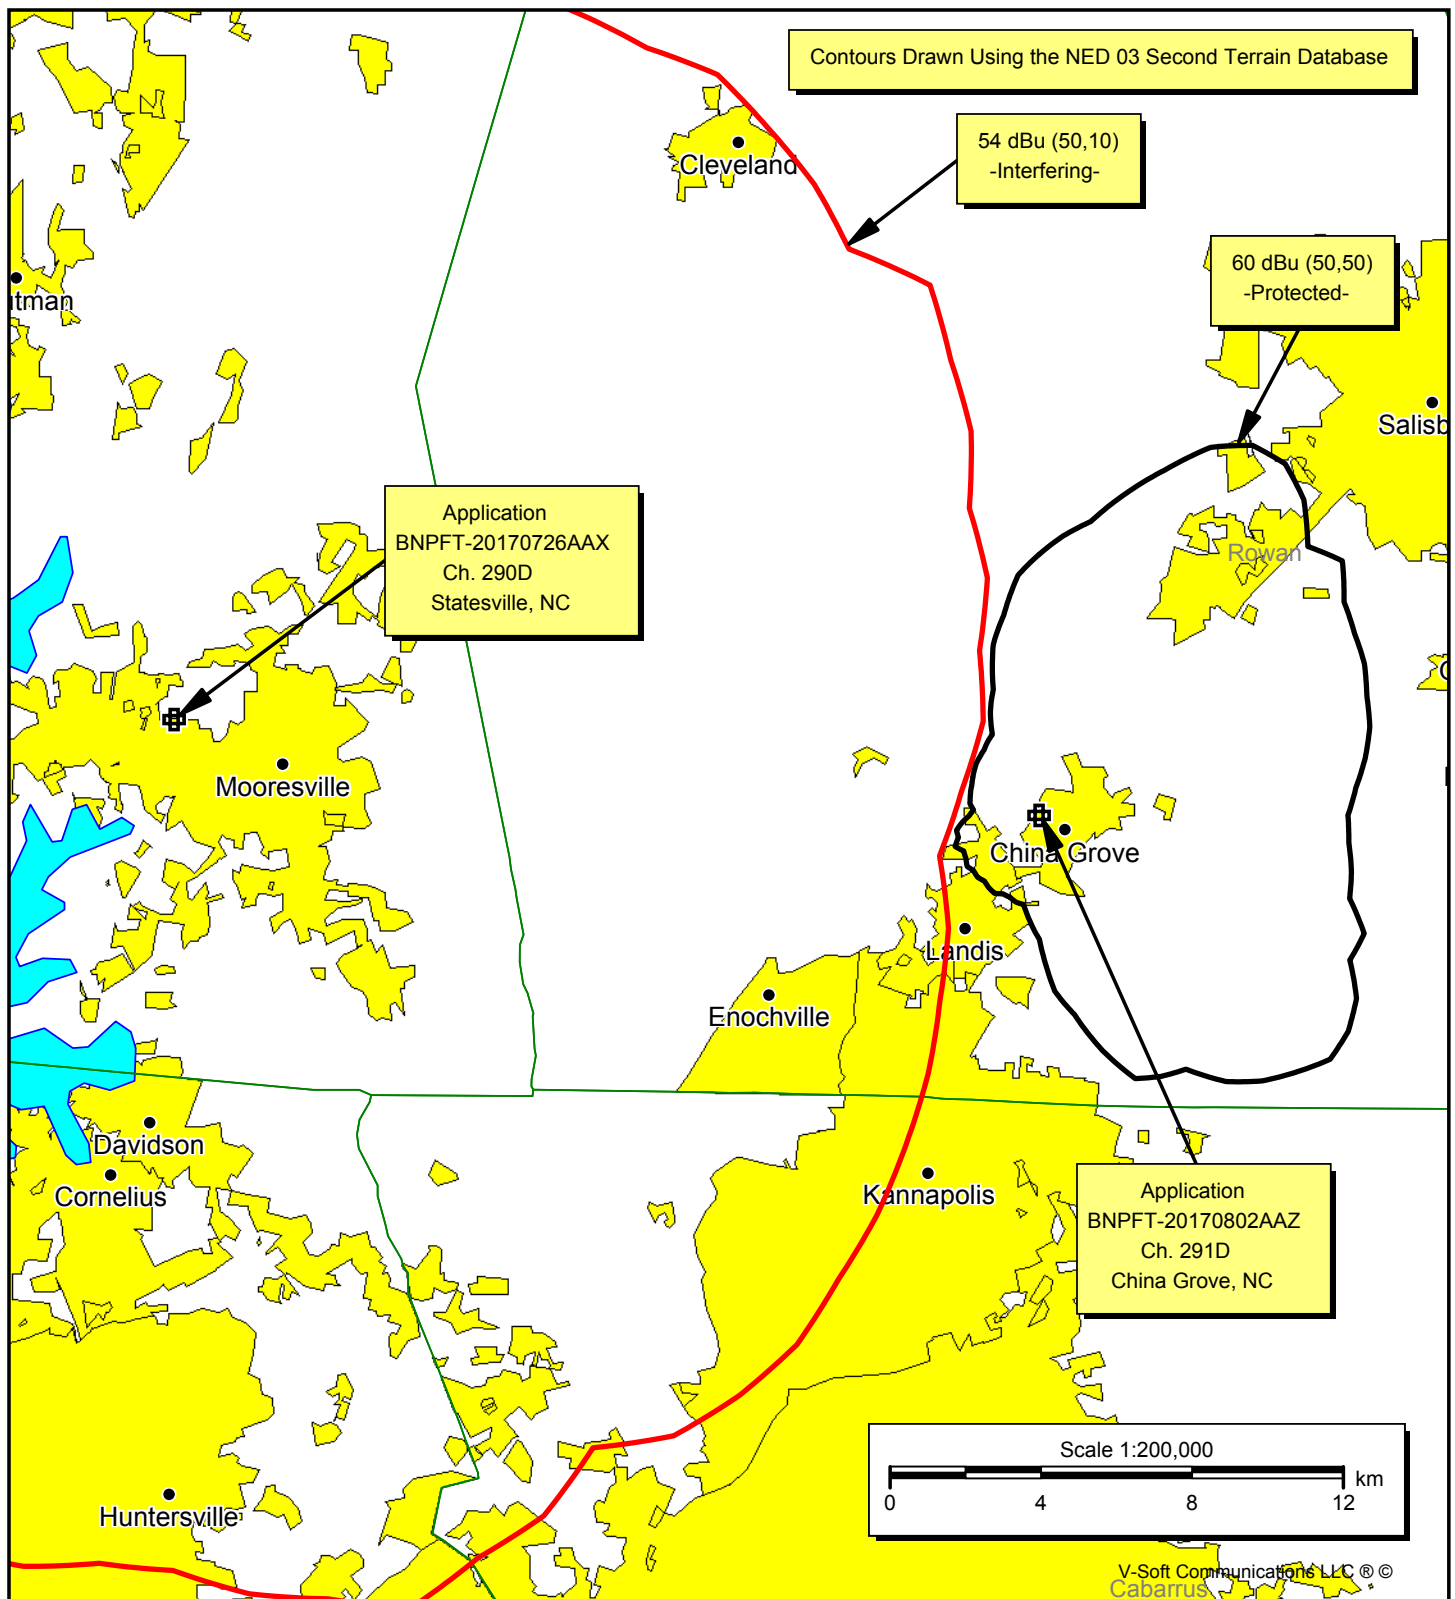 Contours Drawn Using the NED 03 Second Terrain Database
54 dBu (50,10)
-Interfering-
Cleveland
60 dBu (50,50)
-Protected-
itman
Salisb
Application
BNPFT-20170726AAX
Ch. 290D
Statesville, NC
Rowan
Mooresville
China Grove
Landis
Enochville
Davidson
Cornelius
Kannapolis
Application
BNPFT-20170802AAZ
Ch. 291D
China Grove, NC
Huntersville
Scale 1:200,000
km
0 4 8 12
V-Soft Communications LLC ® ©
Cabarrus